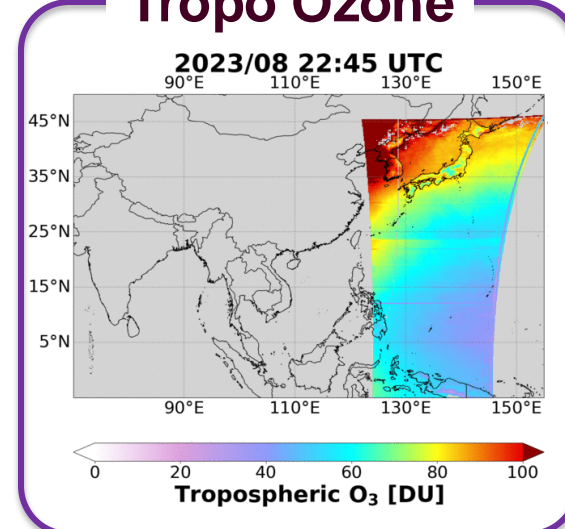 Tropo Ozone
2023/08 22:45 UTC
90°E 110°E 130°E 150°E
45°N
35°N
25°N
15°N
5°N
90°E 110°E 130°E 150°E
0 20 40 60 80 100
Tropospheric O₃ [DU]